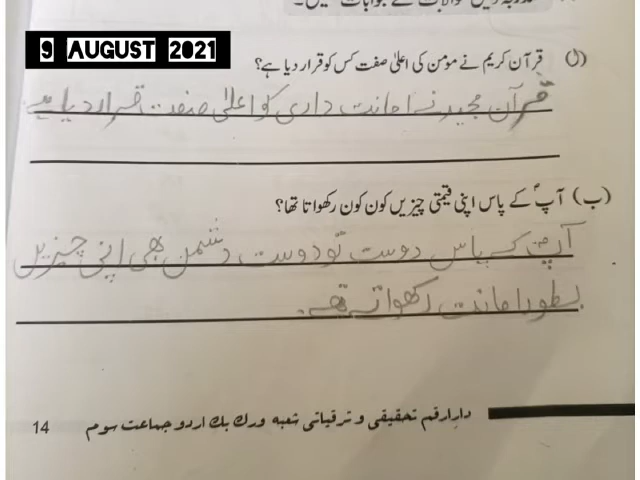 9 AUGUST 2021
(ل) قرآن کریم نے مومن کی اعلیٰ صفت کس کو قرار دیا ہے؟
قرآن مجید نے امانت داری کو اعلیٰ صفت قرار دیا ہے
(ب) آپؐ کے پاس اپنی قیمتی چیزیں کون کون رکھواتا تھا؟
آپؐ کے پاس دوست تو دوست دشمن بھی اپنی چیزیں
بطور امانت رکھواتے تھے۔
دارارقم تحقیقی و ترقیاتی شعبہ ورک بک اردو جماعت سوم
14